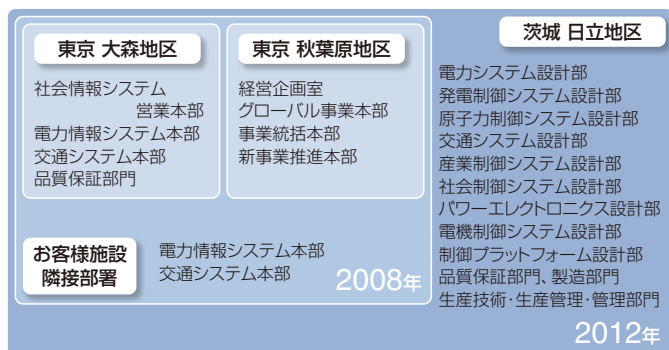 東京 大森地区
社会情報システム
営業本部
電力情報システム本部
交通システム本部
品質保証部門
東京 秋葉原地区
経営企画室
グローバル事業本部
事業統括本部
新事業推進本部
お客様施設
隣接部署
電力情報システム本部
交通システム本部
2008年
茨城 日立地区
電力システム設計部
発電制御システム設計部
原子力制御システム設計部
交通システム設計部
産業制御システム設計部
社会制御システム設計部
パワーエレクトロニクス設計部
電機制御システム設計部
制御プラットフォーム設計部
品質保証部門、製造部門
生産技術・生産管理・管理部門
2012年